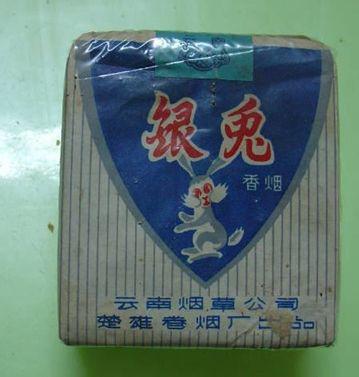 银兔
香烟
云南烟草公司
楚雄卷烟厂出品